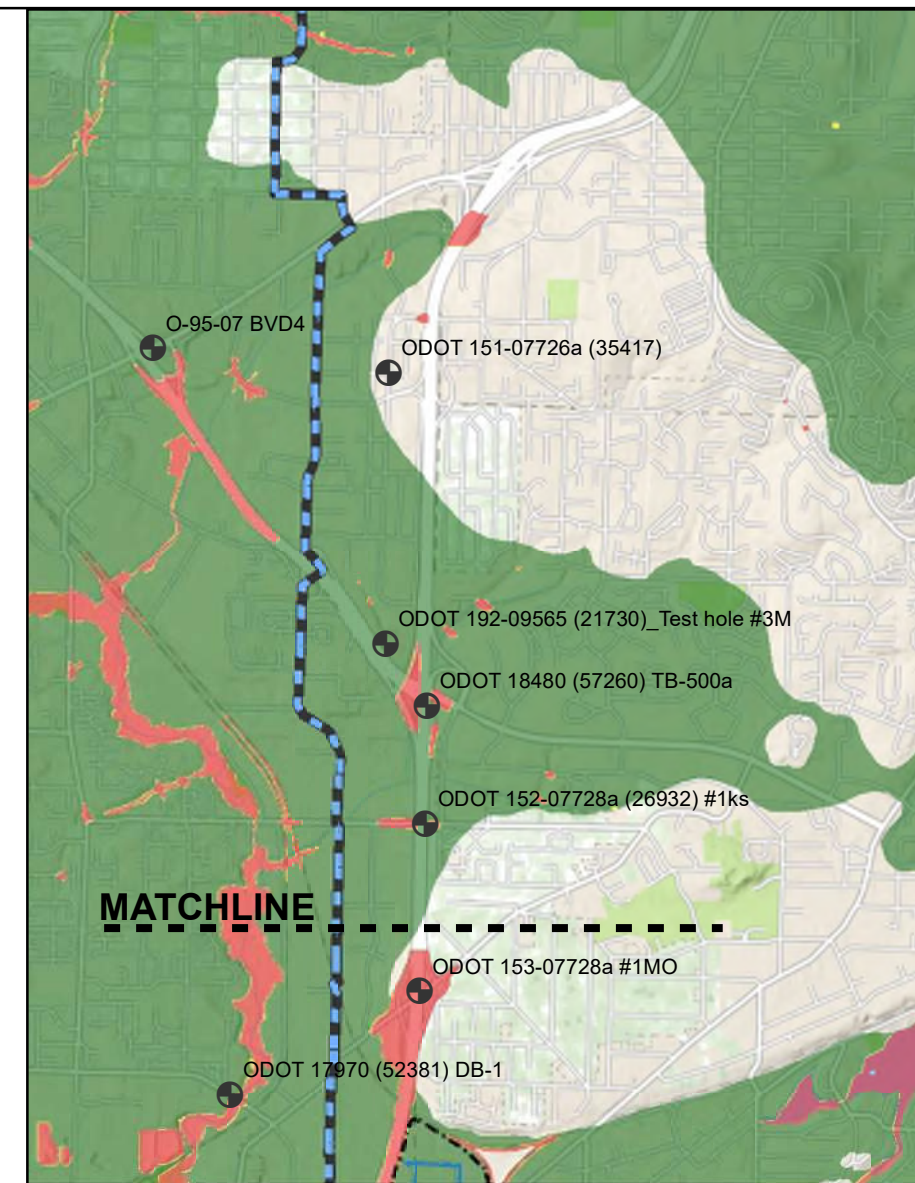 O-95-07 BVD4
ODOT 151-07726a (35417)
ODOT 192-09565 (21730)_Test hole #3M
ODOT 18480 (57260) TB-500a
ODOT 152-07728a (26932) #1ks
MATCHLINE
ODOT 153-07728a #1MO
ODOT 17970 (52381) DB-1